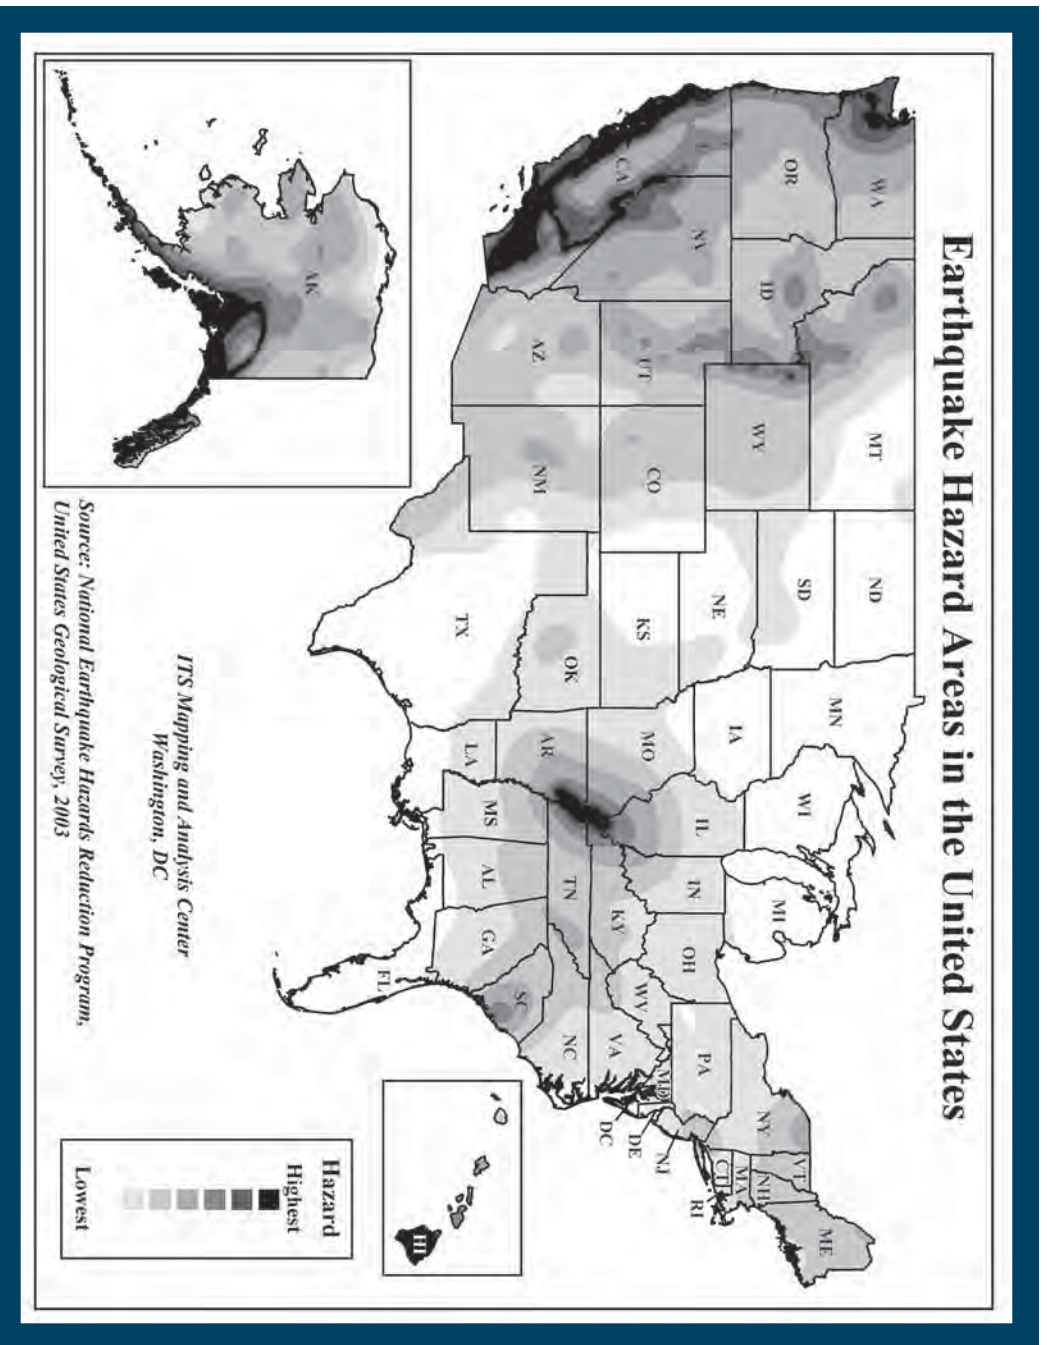 Earthquake Hazard Areas in the United States
WA
OR
CA
NV
ID
MT
WY
UT
AZ
CO
NM
ND
SD
NE
KS
OK
TX
MN
IA
MO
AR
LA
WI
IL
MI
IN
OH
KY
TN
MS
AL
GA
FL
SC
NC
VA
WV
PA
NY
VT
NH
ME
MA
CT
RI
NJ
DE
MD
DC
AK
HI
Hazard
Highest
Lowest
ITS Mapping and Analysis Center
Washington, DC
Source: National Earthquake Hazards Reduction Program,
United States Geological Survey, 2003